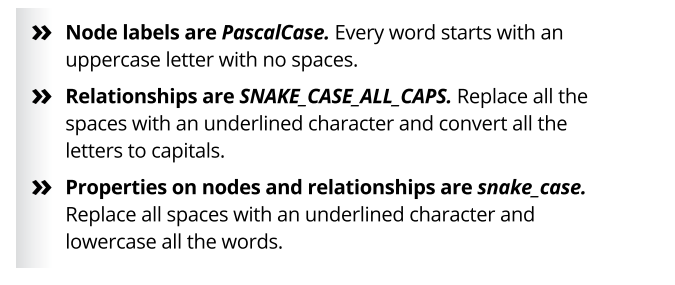 » Node labels are PascalCase. Every word starts with an
uppercase letter with no spaces.
» Relationships are SNAKE_CASE_ALL_CAPS. Replace all the
spaces with an underlined character and convert all the
letters to capitals.
» Properties on nodes and relationships are snake_case.
Replace all spaces with an underlined character and
lowercase all the words.